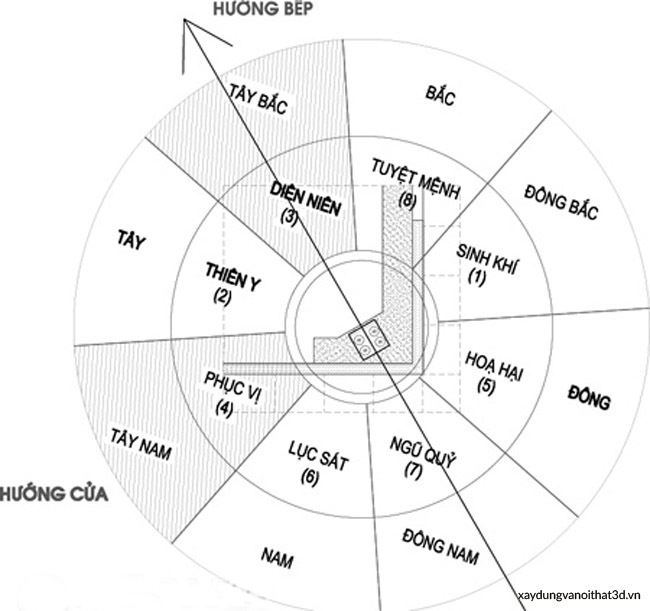 HƯỚNG BẾP
TÂY BẮC
BẮC
ĐÔNG BẮC
TUYỆT MỆNH
(8)
DIÊN NIÊN
(3)
SINH KHÍ
(1)
TÂY
THIÊN Y
(2)
HOẠ HẠI
(5)
ĐÔNG
PHỤC VỊ
(4)
TÂY NAM
LỤC SÁT
(6)
NGŨ QUỶ
(7)
HƯỚNG CỬA
NAM
ĐÔNG NAM
xaydungvanoithat3d.vn